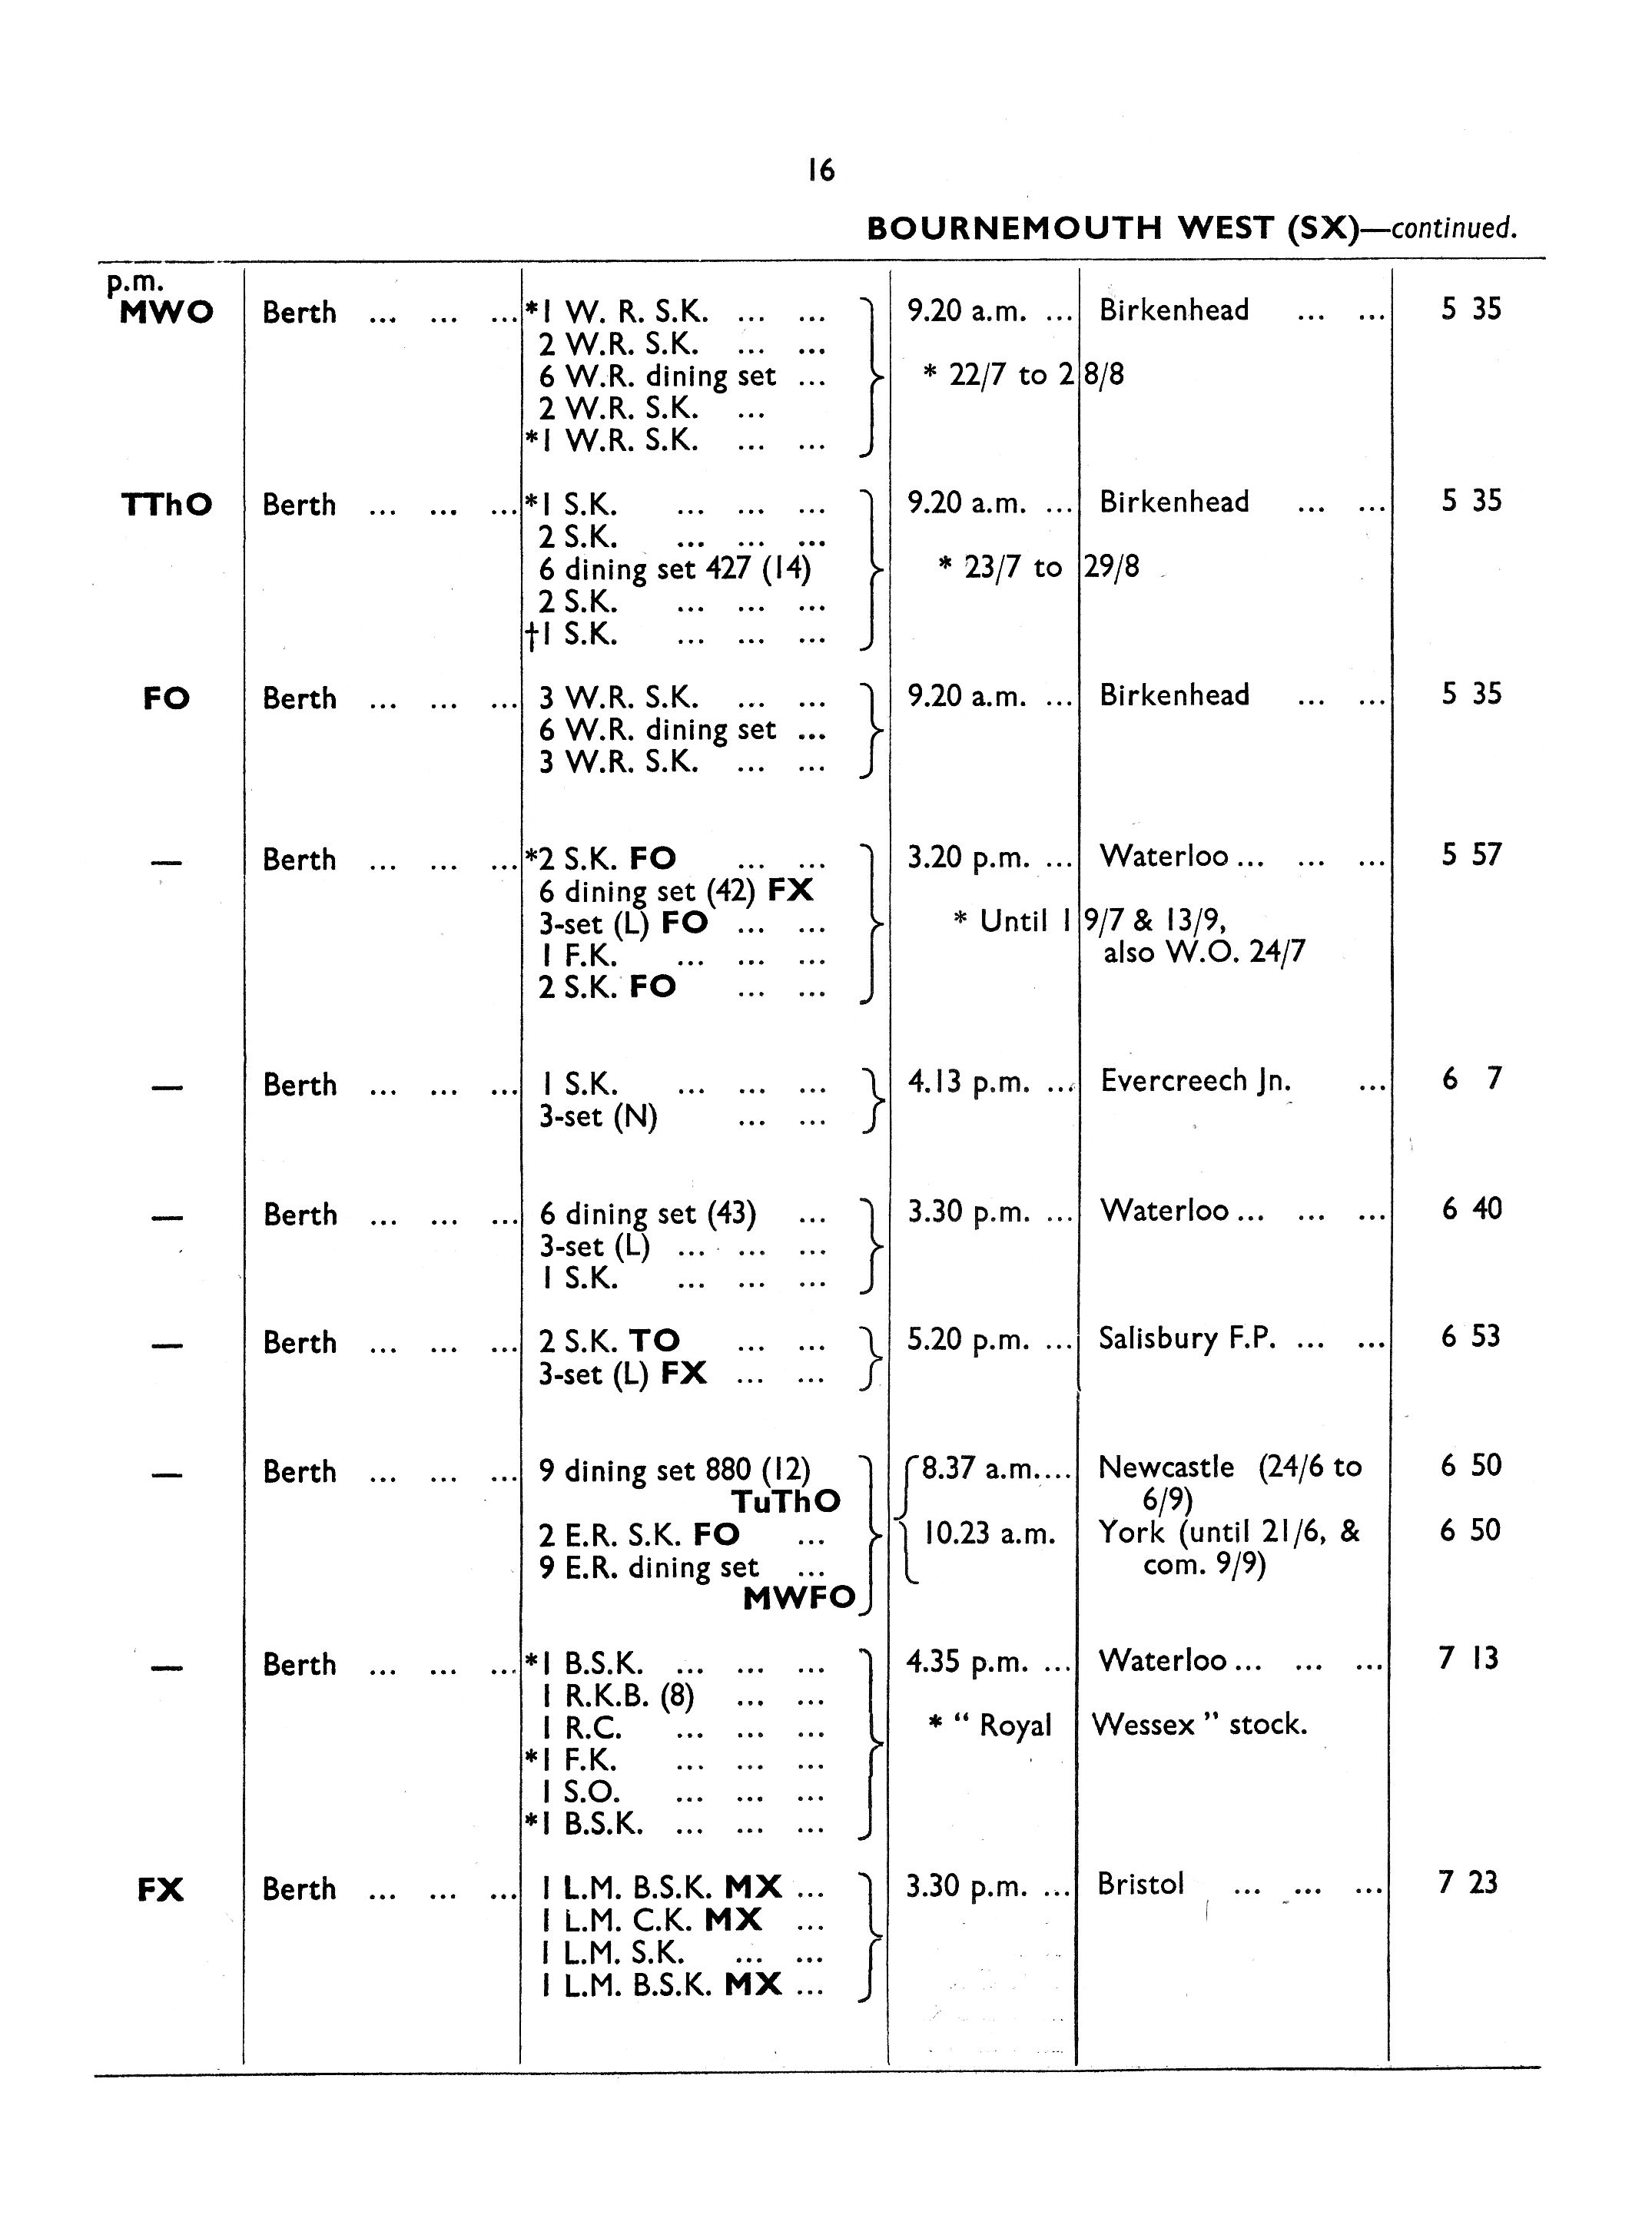 16
BOURNEMOUTH WEST (SX)—continued.
p.m.
MWO Berth ... ... ... *1 W. R. S.K. ... ... 9.20 a.m. ... Birkenhead ... ... 5 35
2 W.R. S.K. ... ...
6 W.R. dining set ... * 22/7 to 28/8
2 W.R. S.K. ...
*1 W.R. S.K. ... ...
TThO Berth ... ... ... *1 S.K. ... ... ... 9.20 a.m. ... Birkenhead ... ... 5 35
2 S.K. ... ... ...
6 dining set 427 (14) * 23/7 to 29/8
2 S.K. ... ... ...
†1 S.K. ... ... ...
FO Berth ... ... ... 3 W.R. S.K. ... ... 9.20 a.m. ... Birkenhead ... ... 5 35
6 W.R. dining set ...
3 W.R. S.K. ... ...
— Berth ... ... ... *2 S.K. FO ... ... 3.20 p.m. ... Waterloo ... ... ... 5 57
6 dining set (42) FX
3-set (L) FO ... ... * Until 19/7 & 13/9,
1 F.K. ... ... ... also W.O. 24/7
2 S.K. FO ... ...
— Berth ... ... ... 1 S.K. ... ... ... 4.13 p.m. ... Evercreech Jn. ... 6 7
3-set (N) ... ...
— Berth ... ... ... 6 dining set (43) ... 3.30 p.m. ... Waterloo ... ... ... 6 40
3-set (L) ... ... ...
1 S.K. ... ... ...
— Berth ... ... ... 2 S.K. TO ... ... 5.20 p.m. ... Salisbury F.P. ... ... 6 53
3-set (L) FX ... ...
— Berth ... ... ... 9 dining set 880 (12) 8.37 a.m.... Newcastle (24/6 to 6 50
TuThO 6/9)
2 E.R. S.K. FO ... 10.23 a.m. York (until 21/6, & 6 50
9 E.R. dining set ... com. 9/9)
MWFO
— Berth ... ... ... *1 B.S.K. ... ... ... 4.35 p.m. ... Waterloo ... ... ... 7 13
1 R.K.B. (8) ... ...
1 R.C. ... ... ... * “ Royal Wessex ” stock.
*1 F.K. ... ... ...
1 S.O. ... ... ...
*1 B.S.K. ... ... ...
FX Berth ... ... ... 1 L.M. B.S.K. MX ... 3.30 p.m. ... Bristol ... ... ... 7 23
1 L.M. C.K. MX ...
1 L.M. S.K. ... ...
1 L.M. B.S.K. MX ...